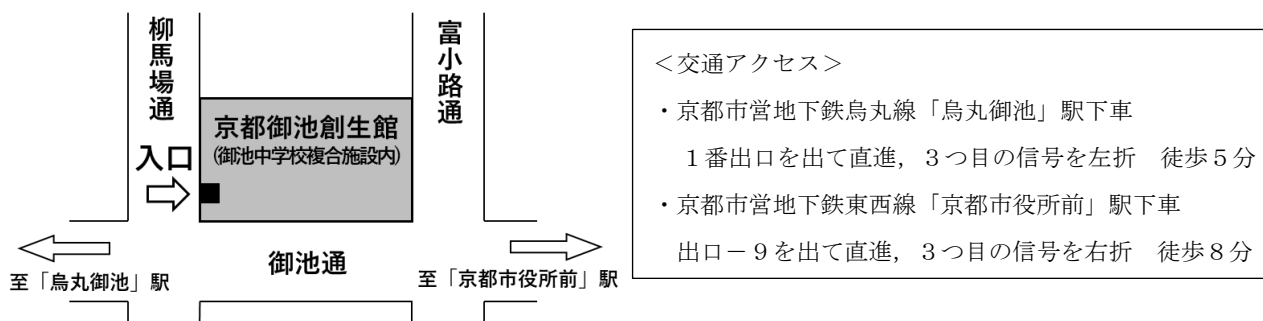 柳馬場通
富小路通
京都御池創生館
(御池中学校複合施設内)
入口
御池通
至「烏丸御池」駅
至「京都市役所前」駅
＜交通アクセス＞
・京都市営地下鉄烏丸線「烏丸御池」駅下車
１番出口を出て直進，３つ目の信号を左折　徒歩５分
・京都市営地下鉄東西線「京都市役所前」駅下車
出口－９を出て直進，３つ目の信号を右折　徒歩８分